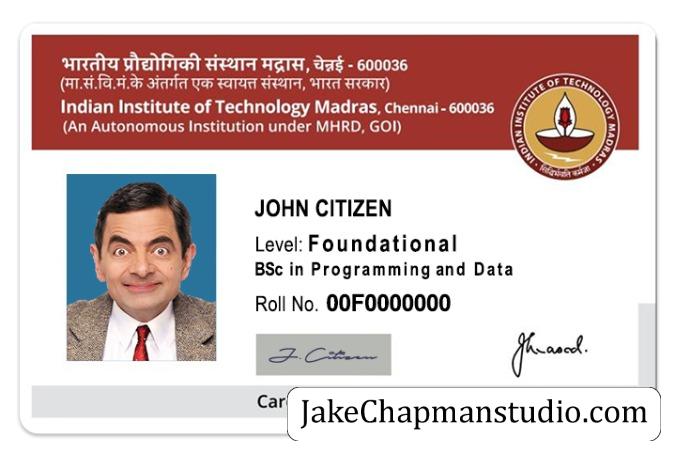 भारतीय प्रौद्योगिकी संस्थान मद्रास, चेन्नई - 600036
(मा.सं.वि.मं.के अंतर्गत एक स्वायत्त संस्थान, भारत सरकार)
Indian Institute of Technology Madras, Chennai - 600036
(An Autonomous Institution under MHRD, GOI)
INDIAN INSTITUTE OF TECHNOLOGY MADRAS
सिद्धिर्भवति कर्मजा
JOHN CITIZEN
Level: Foundational
BSc in Programming and Data
Roll No. 00F0000000
J. Citizen
Car
JakeChapmanstudio.com